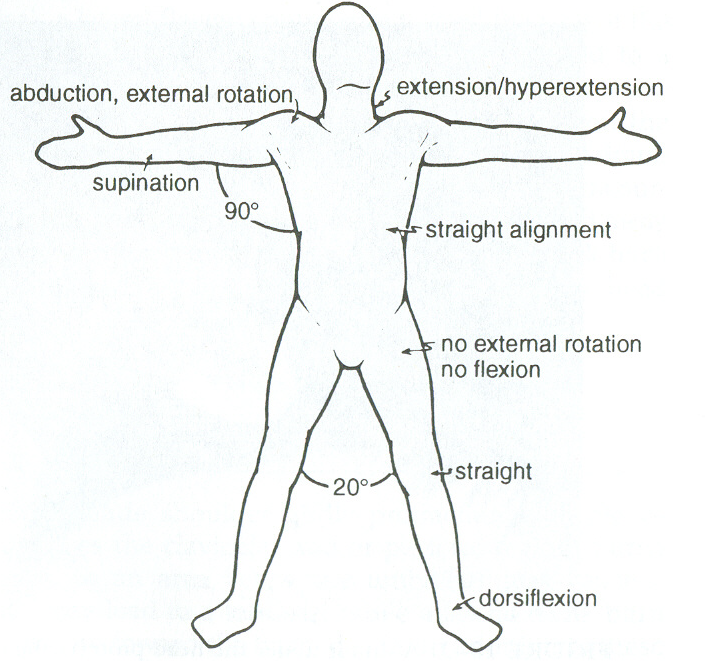 extension/hyperextension
abduction, external rotation
supination
90°
straight alignment
no external rotation
no flexion
straight
20°
dorsiflexion